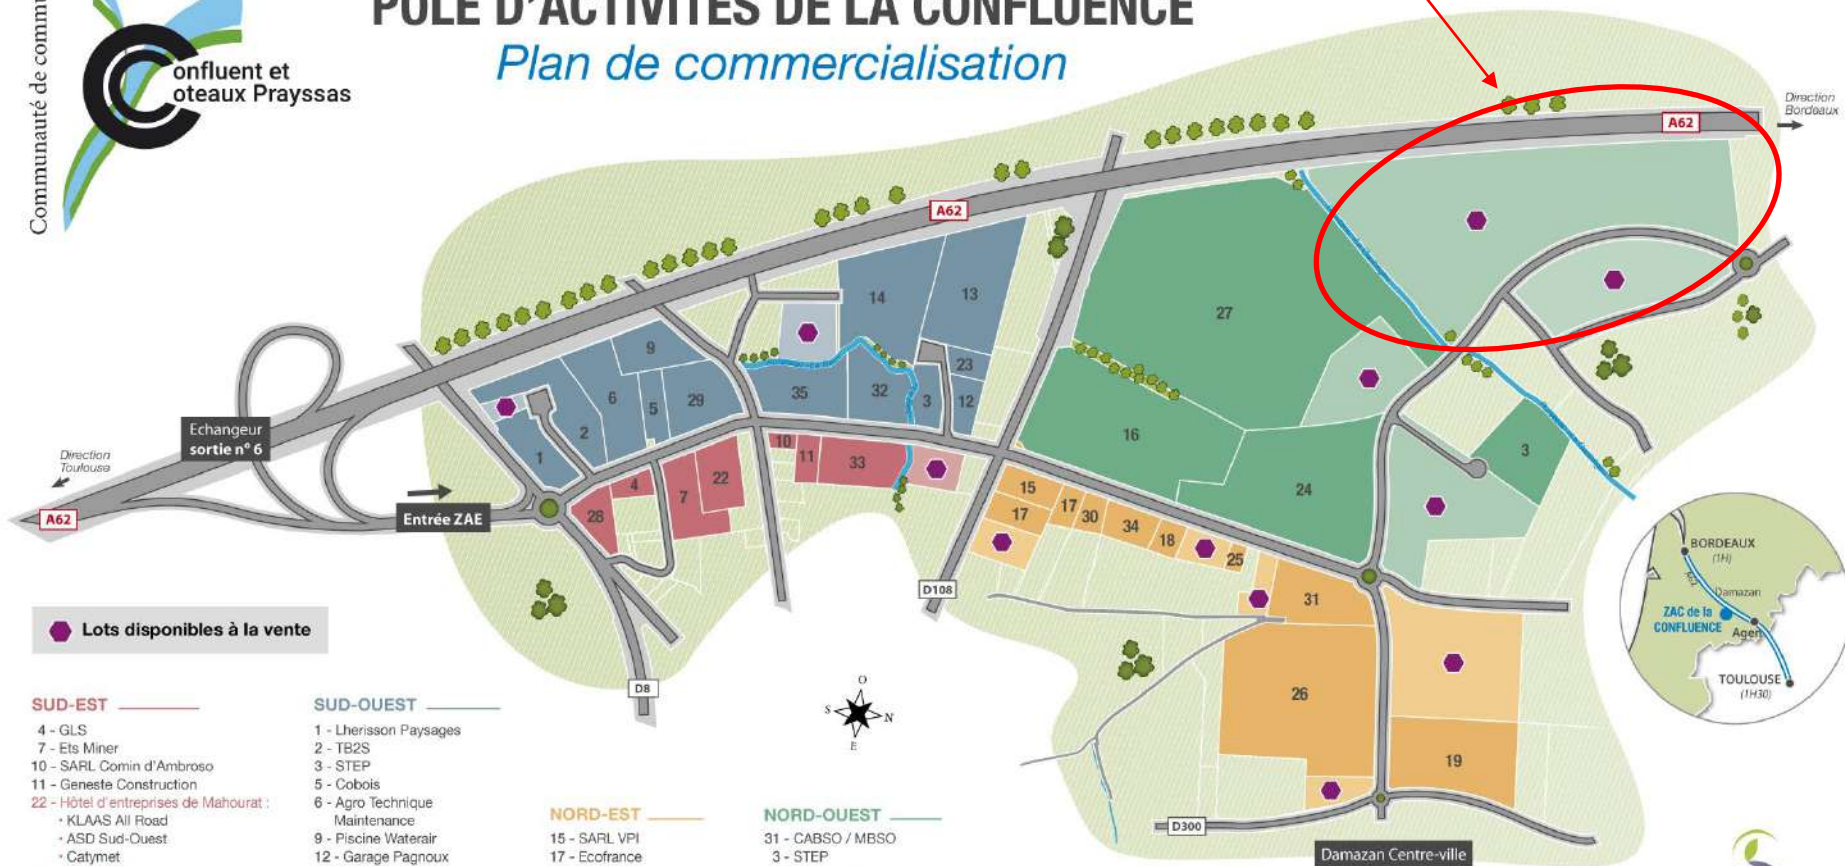 Communauté de commu
Confluent et
Coteaux Prayssas
PÔLE D'ACTIVITÉS DE LA CONFLUENCE
Plan de commercialisation
Direction
Bordeaux
A62
A62
27
14
13
9
23
6
5
29
35
32
3
12
2
1
16
3
24
10
11
33
22
4
7
28
15
17
17
30
34
18
25
31
26
19
Echangeur
sortie n° 6
Direction
Toulouse
A62
Entrée ZAE
D108
D8
D300
Damazan Centre-ville
Lots disponibles à la vente
O
S
N
E
BORDEAUX
(1H)
Damazan
ZAC de la
CONFLUENCE
Agen
TOULOUSE
(1H30)
SUD-EST
4 - GLS
7 - Ets Miner
10 - SARL Comin d'Ambroso
11 - Geneste Construction
22 - Hôtel d'entreprises de Mahourat :
- KLAAS All Road
- ASD Sud-Ouest
- Catymet
SUD-OUEST
1 - Lherisson Paysages
2 - TB2S
3 - STEP
5 - Cobois
6 - Agro Technique
Maintenance
9 - Piscine Waterair
12 - Garage Pagnoux
NORD-EST
15 - SARL VPI
17 - Ecofrance
NORD-OUEST
31 - CABSO / MBSO
3 - STEP